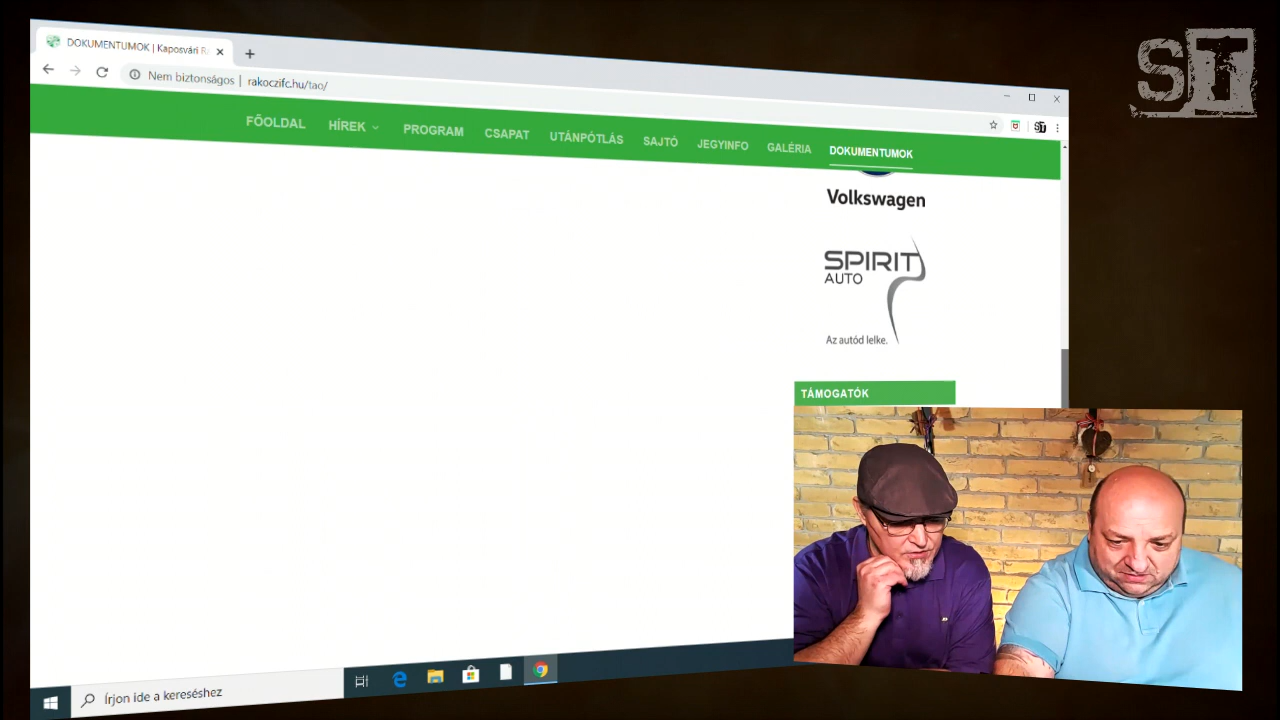 ST
DOKUMENTUMOK | Kaposvári R
Nem biztonságos | rakoczifc.hu/tao/
FŐOLDAL HÍREK PROGRAM CSAPAT UTÁNPÓTLÁS SAJTÓ JEGYINFO GALÉRIA DOKUMENTUMOK
Volkswagen
SPIRIT
AUTO
Az autód lelke.
TÁMOGATÓK
Írjon ide a kereséshez